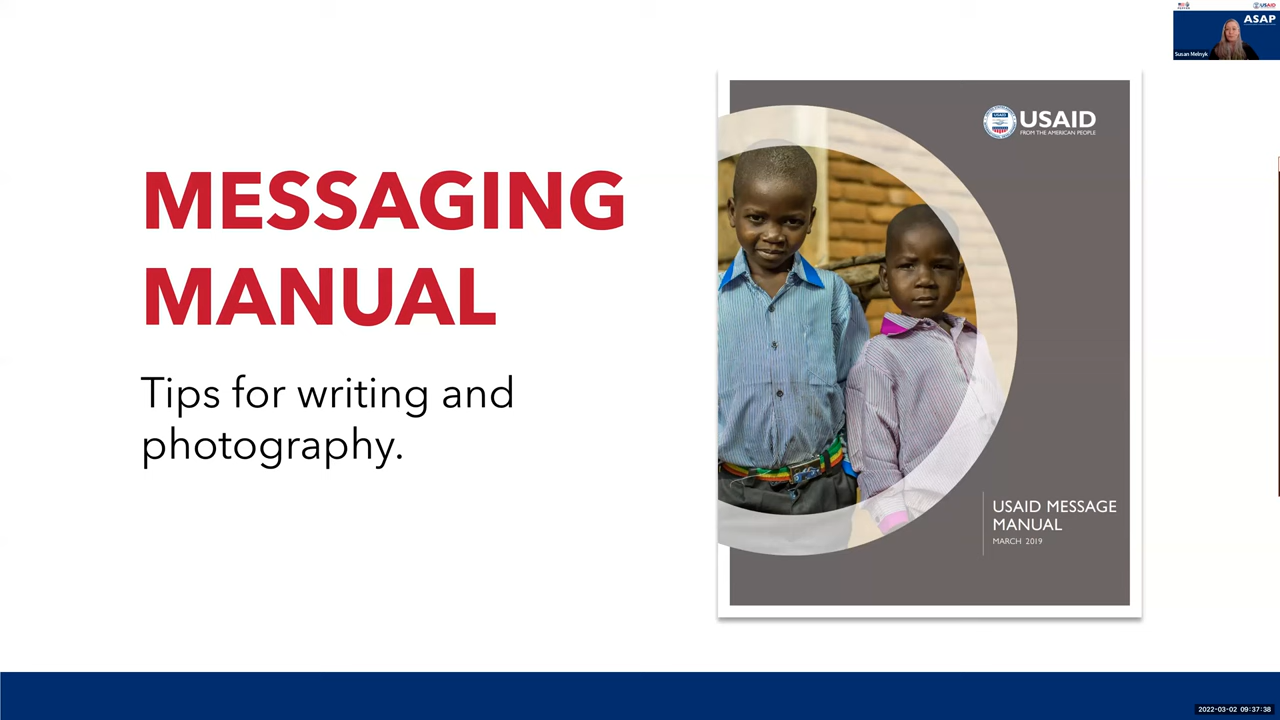 MESSAGING
MANUAL
Tips for writing and
photography.
USAID
FROM THE AMERICAN PEOPLE
USAID MESSAGE
MANUAL
MARCH 2019
USAID
ASAP
Susan Melnyk
2022-03-02 09:37:38